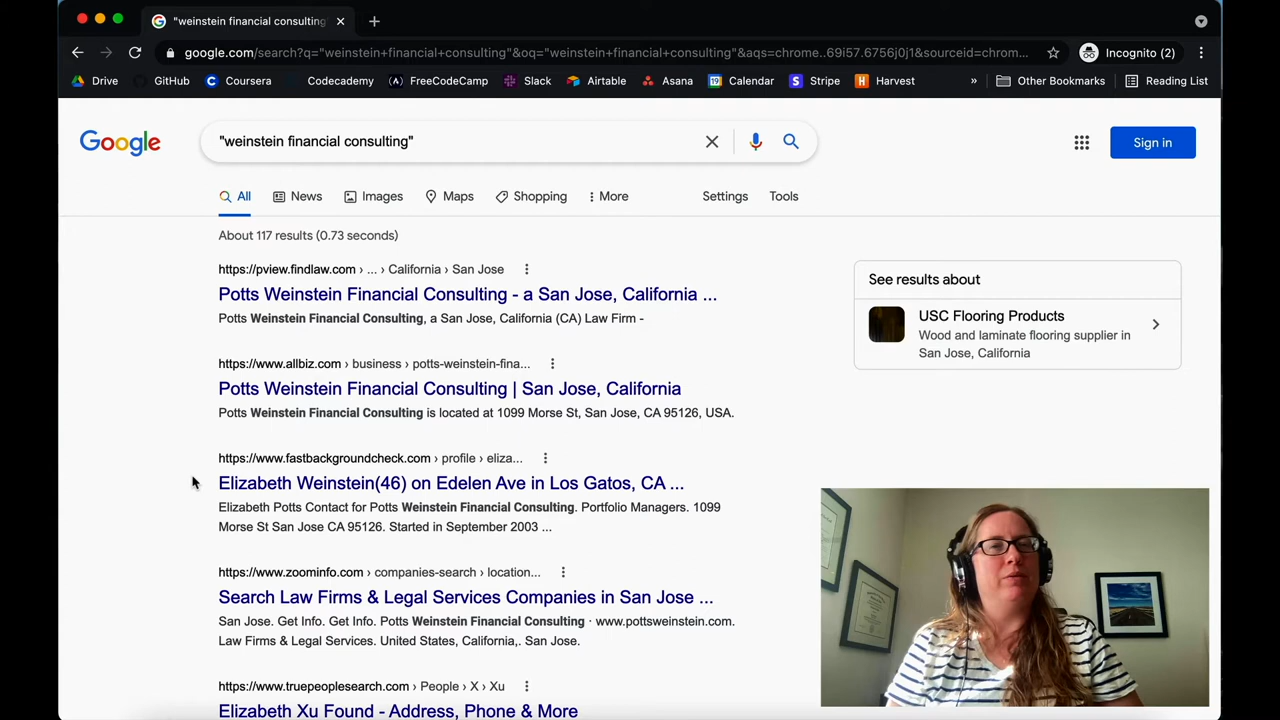 "weinstein financial consulting"
google.com/search?q="weinstein+financial+consulting"&oq="weinstein+financial+consulting"&aqs=chrome..69i57.6756j0j1&sourceid=chrom...
Incognito (2)
Drive
GitHub
Coursera
Codecademy
FreeCodeCamp
Slack
Airtable
Asana
Calendar
Stripe
Harvest
»
Other Bookmarks
Reading List
Google
"weinstein financial consulting"
Sign in
All
News
Images
Maps
Shopping
More
Settings
Tools
About 117 results (0.73 seconds)
https://pview.findlaw.com › ... › California › San Jose
Potts Weinstein Financial Consulting - a San Jose, California ...
Potts Weinstein Financial Consulting, a San Jose, California (CA) Law Firm -
https://www.allbiz.com › business › potts-weinstein-fina...
Potts Weinstein Financial Consulting | San Jose, California
Potts Weinstein Financial Consulting is located at 1099 Morse St, San Jose, CA 95126, USA.
https://www.fastbackgroundcheck.com › profile › eliza...
Elizabeth Weinstein(46) on Edelen Ave in Los Gatos, CA ...
Elizabeth Potts Contact for Potts Weinstein Financial Consulting. Portfolio Managers. 1099
Morse St San Jose CA 95126. Started in September 2003 ...
https://www.zoominfo.com › companies-search › location...
Search Law Firms & Legal Services Companies in San Jose ...
San Jose. Get Info. Get Info. Potts Weinstein Financial Consulting · www.pottsweinstein.com.
Law Firms & Legal Services. United States, California,. San Jose.
https://www.truepeoplesearch.com › People › X › Xu
Elizabeth Xu Found - Address, Phone & More
See results about
USC Flooring Products
Wood and laminate flooring supplier in
San Jose, California